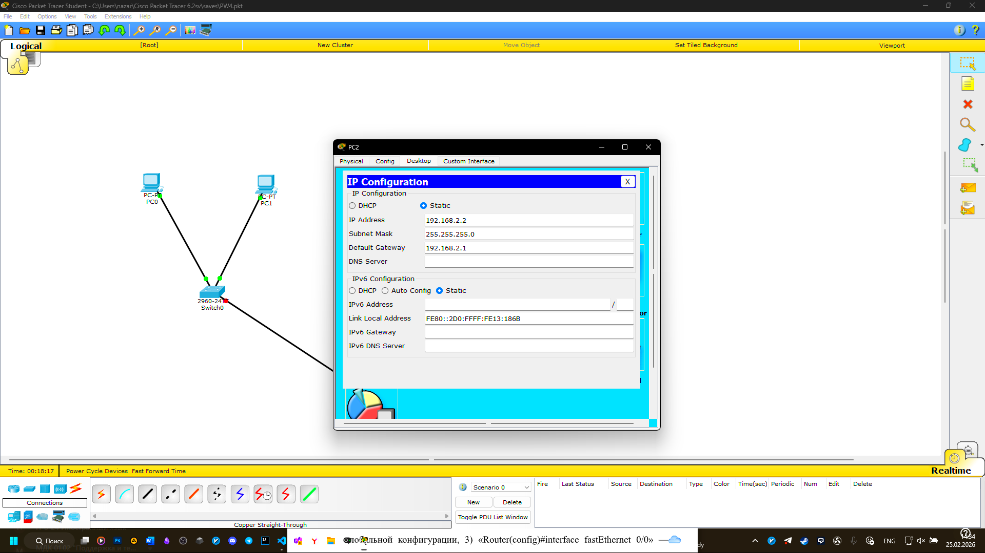 Cisco Packet Tracer Student - C:\Users\nazar\Cisco Packet Tracer 6.2sv\saves\PW4.pkt
File Edit Options View Tools Extensions Help
Logical [Root] New Cluster Move Object Set Tiled Background Viewport
PC-PT
PC0
PC-PT
PC1
2960-24
Switch0
PC2
Physical Config Desktop Custom Interface
IP Configuration X
IP Configuration
DHCP Static
IP Address 192.168.2.2
Subnet Mask 255.255.255.0
Default Gateway 192.168.2.1
DNS Server
IPv6 Configuration
DHCP Auto Config Static
IPv6 Address /
Link Local Address FE80::2D0:FFFF:FE13:186B
IPv6 Gateway
IPv6 DNS Server
or
Time: 00:18:17 Power Cycle Devices Fast Forward Time Realtime
Connections
Copper Straight-Through
Scenario 0
New Delete
Toggle PDU List Window
Fire Last Status Source Destination Type Color Time(sec) Periodic Num Edit Delete
Поиск
глобальной конфигурации, 3) «Router(config)#interface fastEthernet 0/0» —
ENG
14:54
25.02.2026